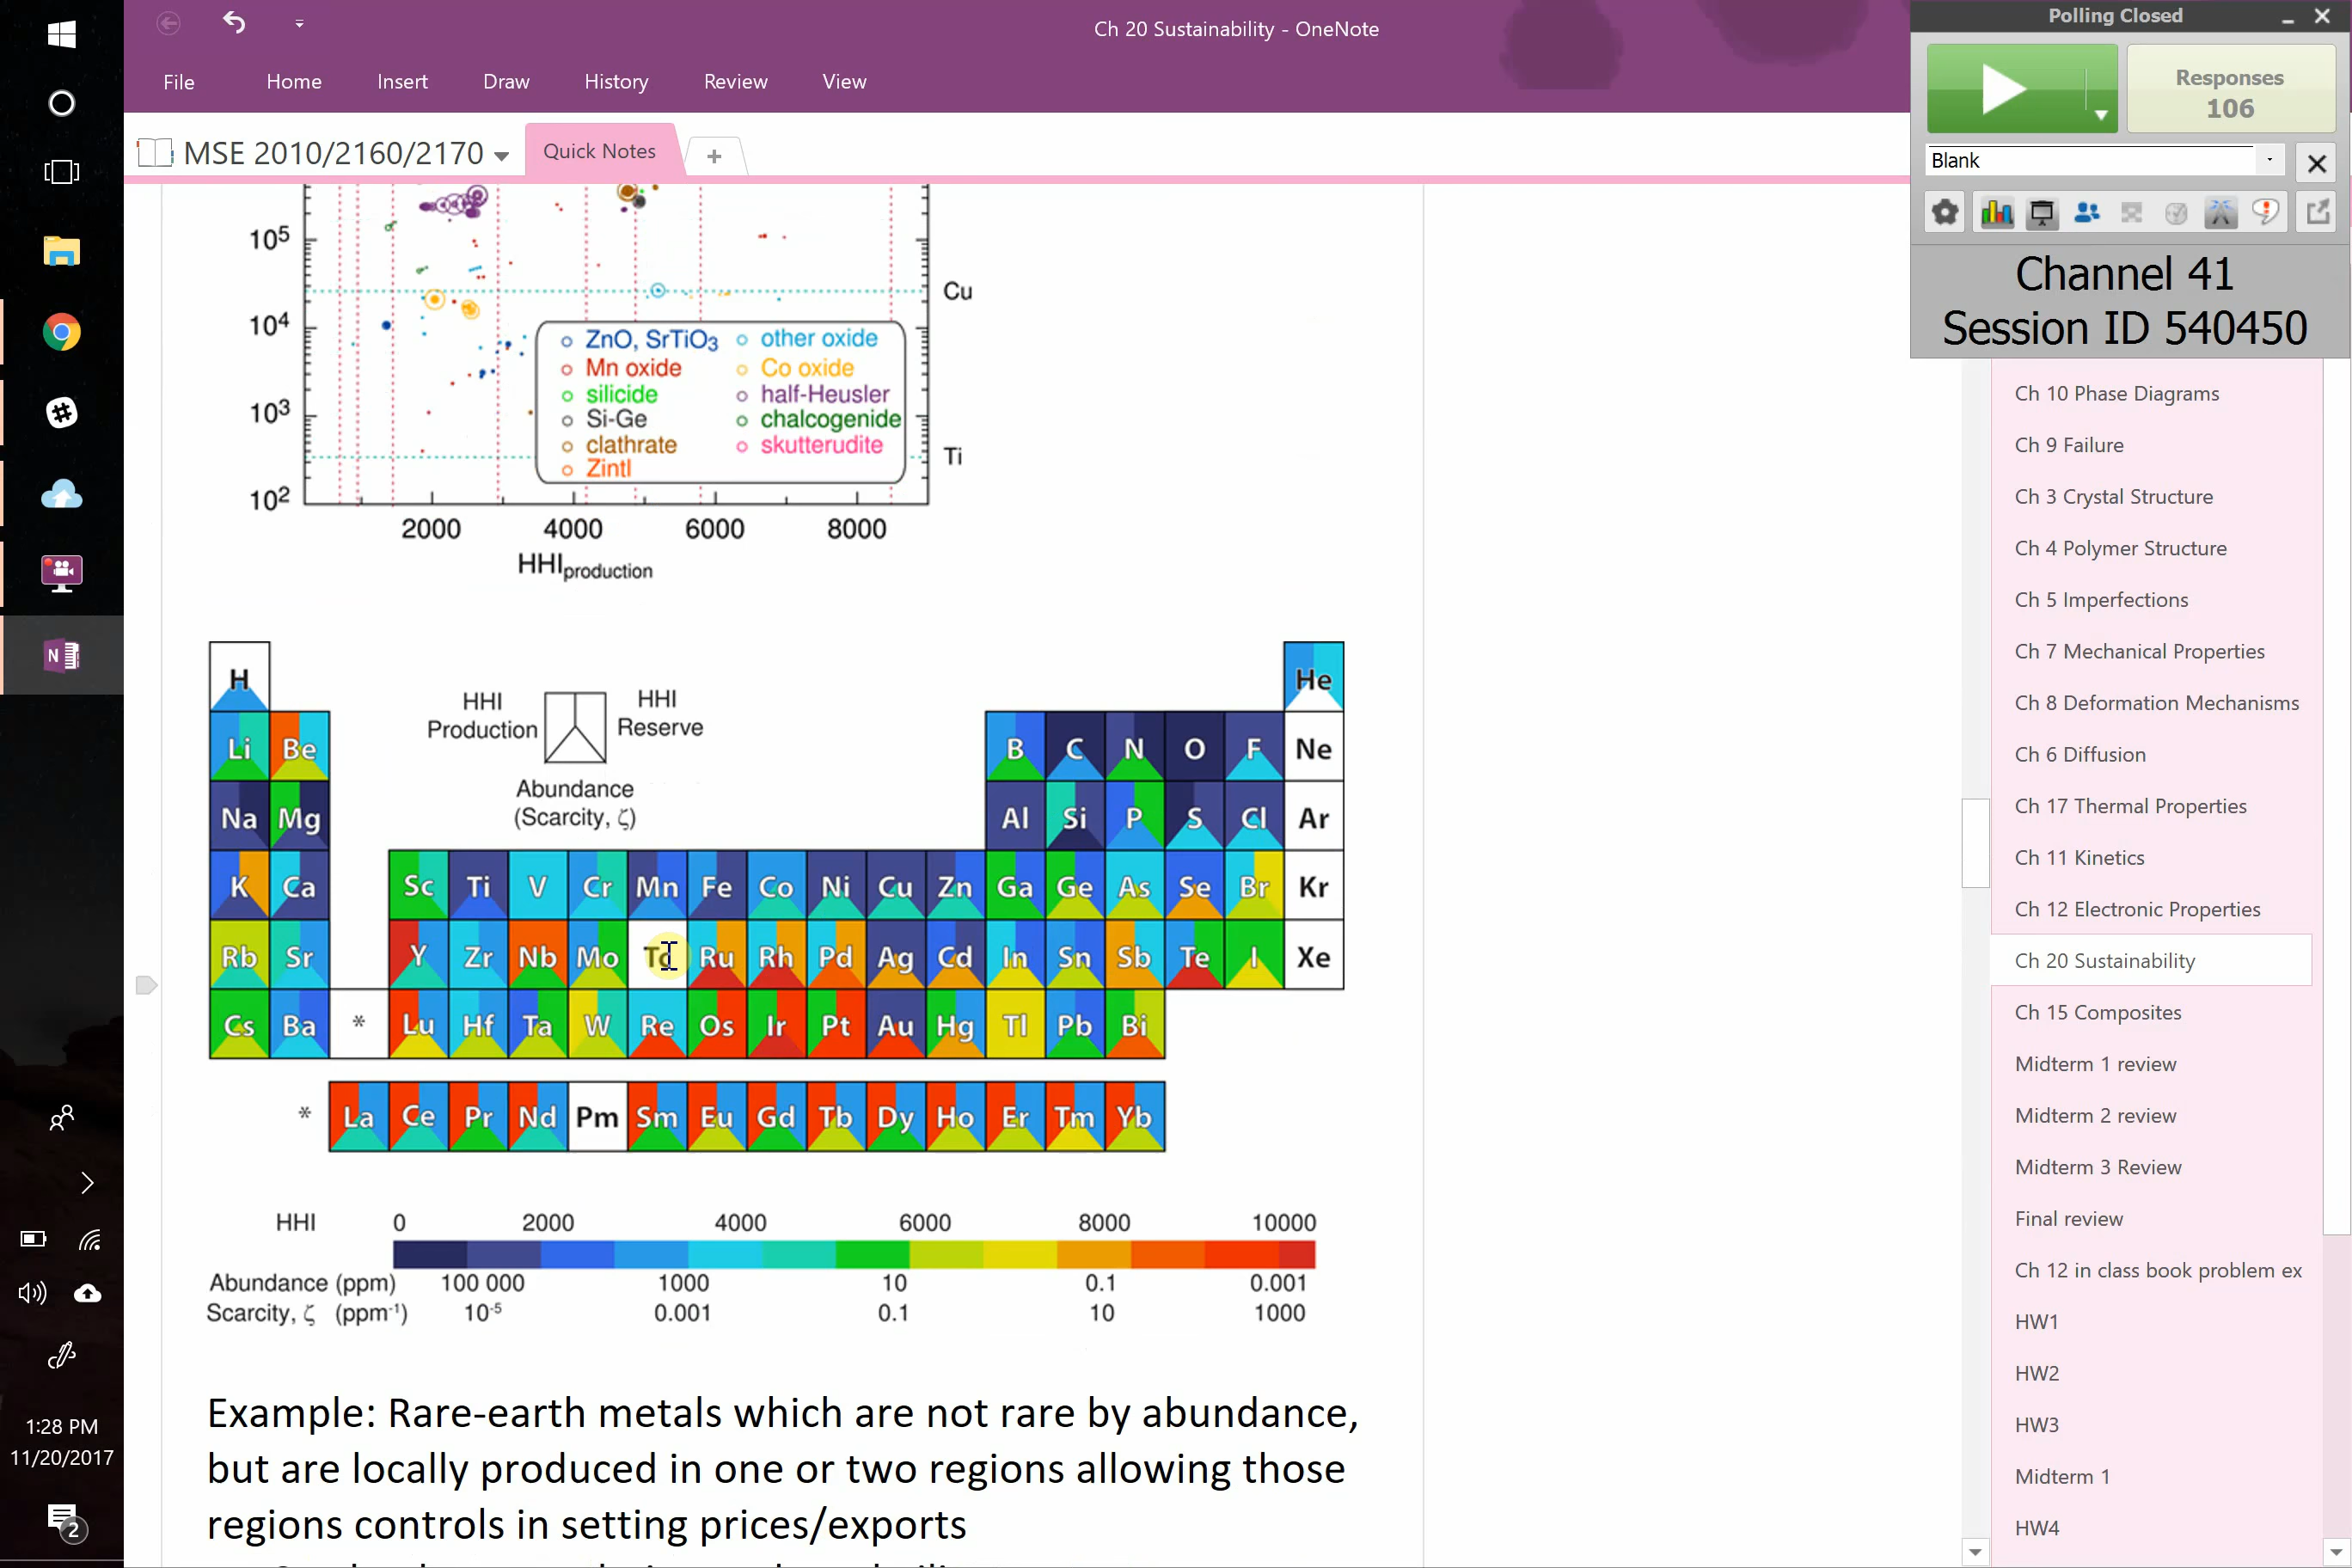 Ch 20 Sustainability - OneNote
File Home Insert Draw History Review View
MSE 2010/2160/2170
Quick Notes
+
Polling Closed
Responses
106
Blank
Channel 41
Session ID 540450
10⁵
10⁴
10³
10²
Cu
Ti
ZnO, SrTiO₃ other oxide
Mn oxide Co oxide
silicide half-Heusler
Si-Ge chalcogenide
clathrate skutterudite
Zintl
2000 4000 6000 8000
HHI production
HHI Production
HHI Reserve
Abundance
(Scarcity, ζ)
H He
Li Be B C N O F Ne
Na Mg Al Si P S Cl Ar
K Ca Sc Ti V Cr Mn Fe Co Ni Cu Zn Ga Ge As Se Br Kr
Rb Sr Y Zr Nb Mo Tc Ru Rh Pd Ag Cd In Sn Sb Te I Xe
Cs Ba * Lu Hf Ta W Re Os Ir Pt Au Hg Tl Pb Bi
* La Ce Pr Nd Pm Sm Eu Gd Tb Dy Ho Er Tm Yb
HHI 0 2000 4000 6000 8000 10000
Abundance (ppm) 100 000 1000 10 0.1 0.001
Scarcity, ζ (ppm⁻¹) 10⁻⁵ 0.001 0.1 10 1000
Example: Rare-earth metals which are not rare by abundance,
but are locally produced in one or two regions allowing those
regions controls in setting prices/exports
Ch 10 Phase Diagrams
Ch 9 Failure
Ch 3 Crystal Structure
Ch 4 Polymer Structure
Ch 5 Imperfections
Ch 7 Mechanical Properties
Ch 8 Deformation Mechanisms
Ch 6 Diffusion
Ch 17 Thermal Properties
Ch 11 Kinetics
Ch 12 Electronic Properties
Ch 20 Sustainability
Ch 15 Composites
Midterm 1 review
Midterm 2 review
Midterm 3 Review
Final review
Ch 12 in class book problem ex
HW1
HW2
HW3
Midterm 1
HW4
1:28 PM
11/20/2017
2